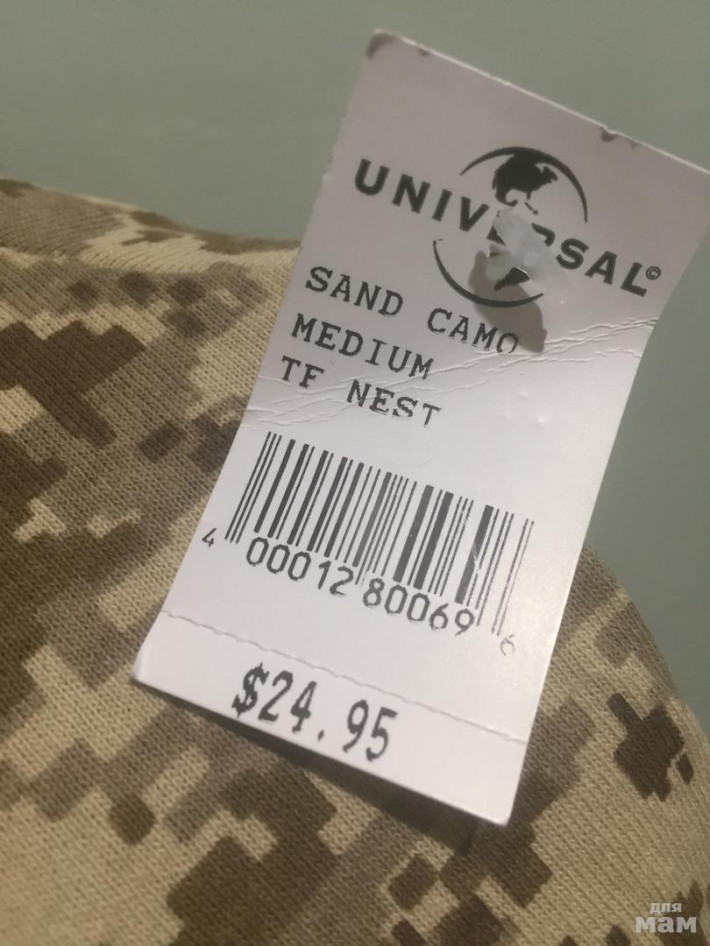 UNIVERSAL©
SAND CAMO
MEDIUM
TF NEST
4 00012 80069 6
$24.95
для
мам